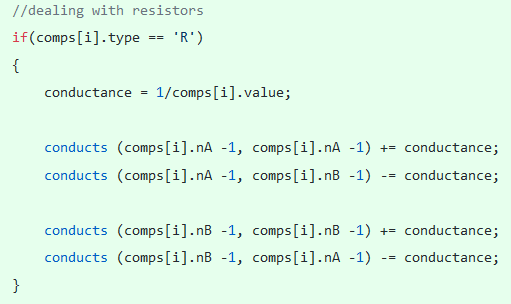 //dealing with resistors
if(comps[i].type == 'R')
{
    conductance = 1/comps[i].value;

    conducts (comps[i].nA -1, comps[i].nA -1) += conductance;
    conducts (comps[i].nA -1, comps[i].nB -1) -= conductance;

    conducts (comps[i].nB -1, comps[i].nB -1) += conductance;
    conducts (comps[i].nB -1, comps[i].nA -1) -= conductance;
}